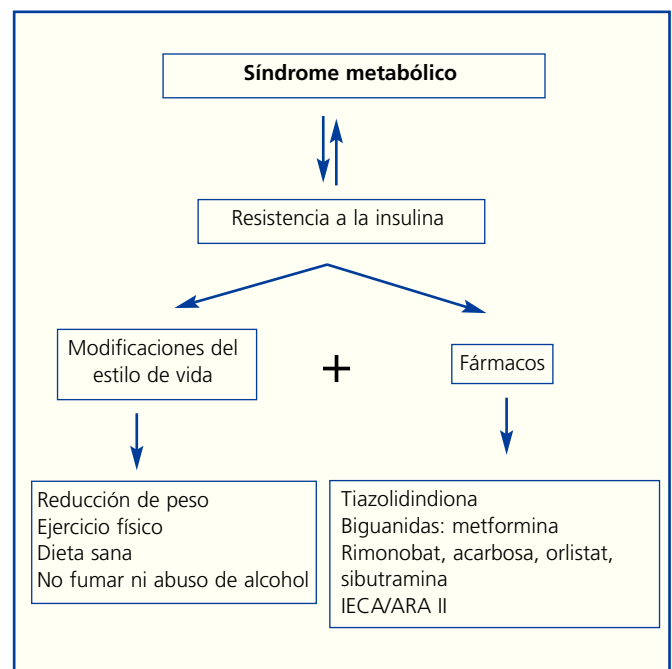 Síndrome metabólico
Resistencia a la insulina
Modificaciones del
estilo de vida
+
Fármacos
Reducción de peso
Ejercicio físico
Dieta sana
No fumar ni abuso de alcohol
Tiazolidindiona
Biguanidas: metformina
Rimonobat, acarbosa, orlistat,
sibutramina
IECA/ARA II